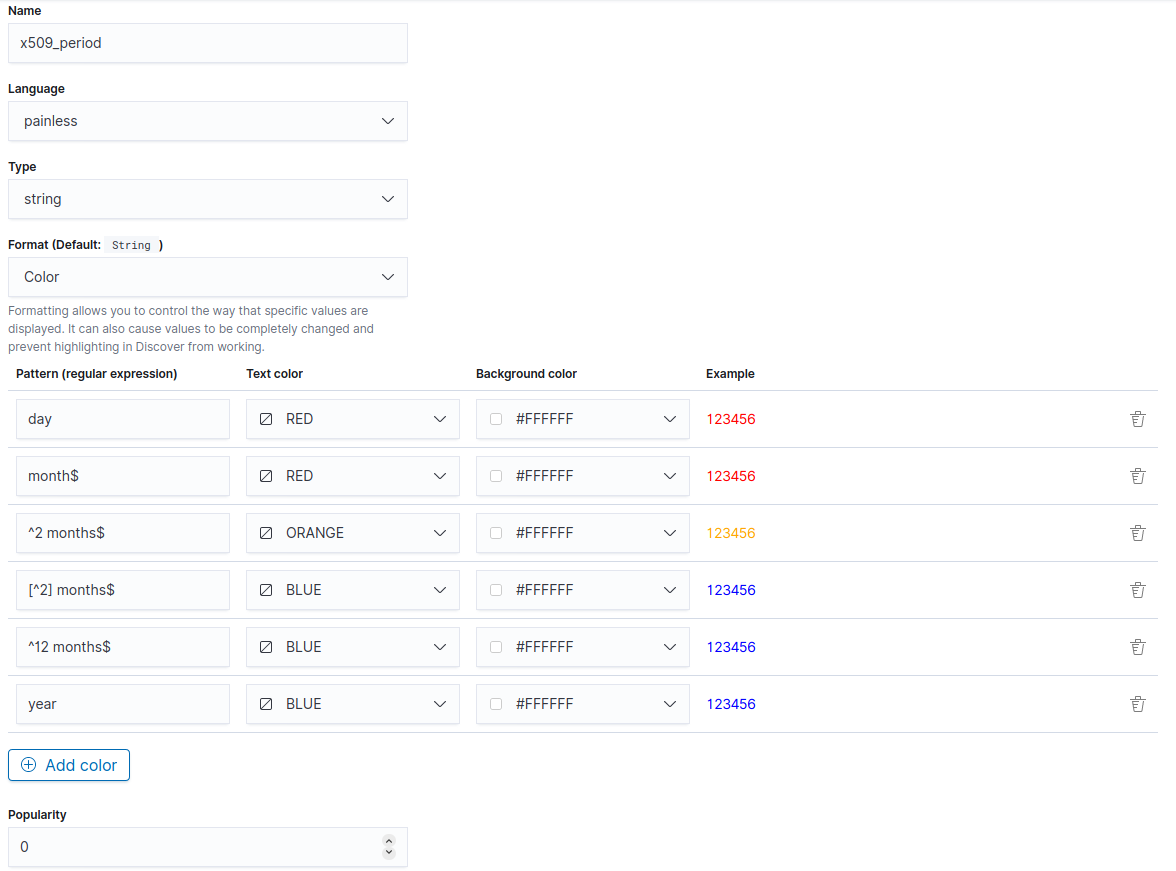 Name
x509_period
Language
painless
Type
string
Format (Default: String )
Color
Formatting allows you to control the way that specific values are
displayed. It can also cause values to be completely changed and
prevent highlighting in Discover from working.
Pattern (regular expression) Text color Background color Example
day RED #FFFFFF 123456
month$ RED #FFFFFF 123456
^2 months$ ORANGE #FFFFFF 123456
[^2] months$ BLUE #FFFFFF 123456
^12 months$ BLUE #FFFFFF 123456
year BLUE #FFFFFF 123456
Add color
Popularity
0